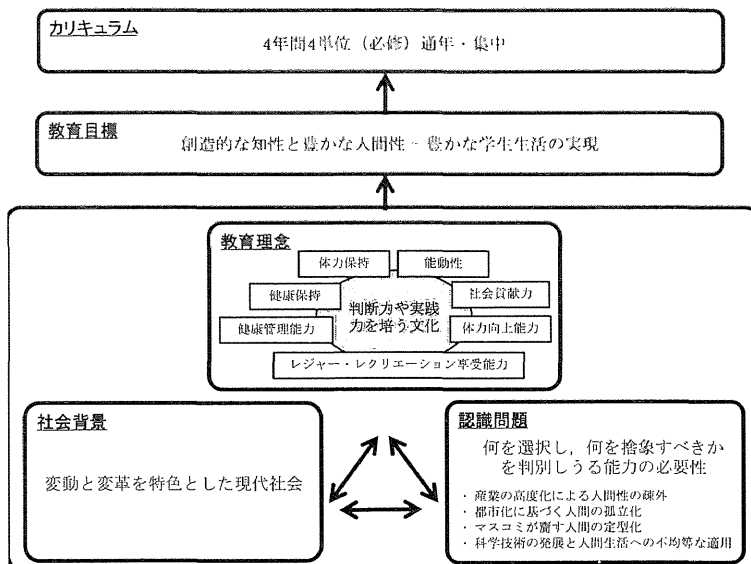 カリキュラム
4年間4単位（必修）通年・集中
教育目標
創造的な知性と豊かな人間性 - 豊かな学生生活の実現
教育理念
体力保持
能動性
健康保持
社会貢献力
判断力や実践
力を培う文化
健康管理能力
体力向上能力
レジャー・レクリエーション享受能力
社会背景
変動と変革を特色とした現代社会
認識問題
何を選択し，何を捨象すべきか
を判別しうる能力の必要性
・ 産業の高度化による人間性の疎外
・ 都市化に基づく人間の孤立化
・ マスコミが齎す人間の定型化
・ 科学技術の発展と人間生活への不均等な適用